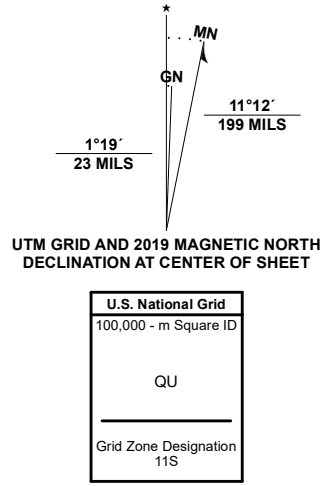 ★
MN
GN
11°12´
199 MILS
1°19´
23 MILS
UTM GRID AND 2019 MAGNETIC NORTH
DECLINATION AT CENTER OF SHEET
U.S. National Grid
100,000 - m Square ID
QU
Grid Zone Designation
11S